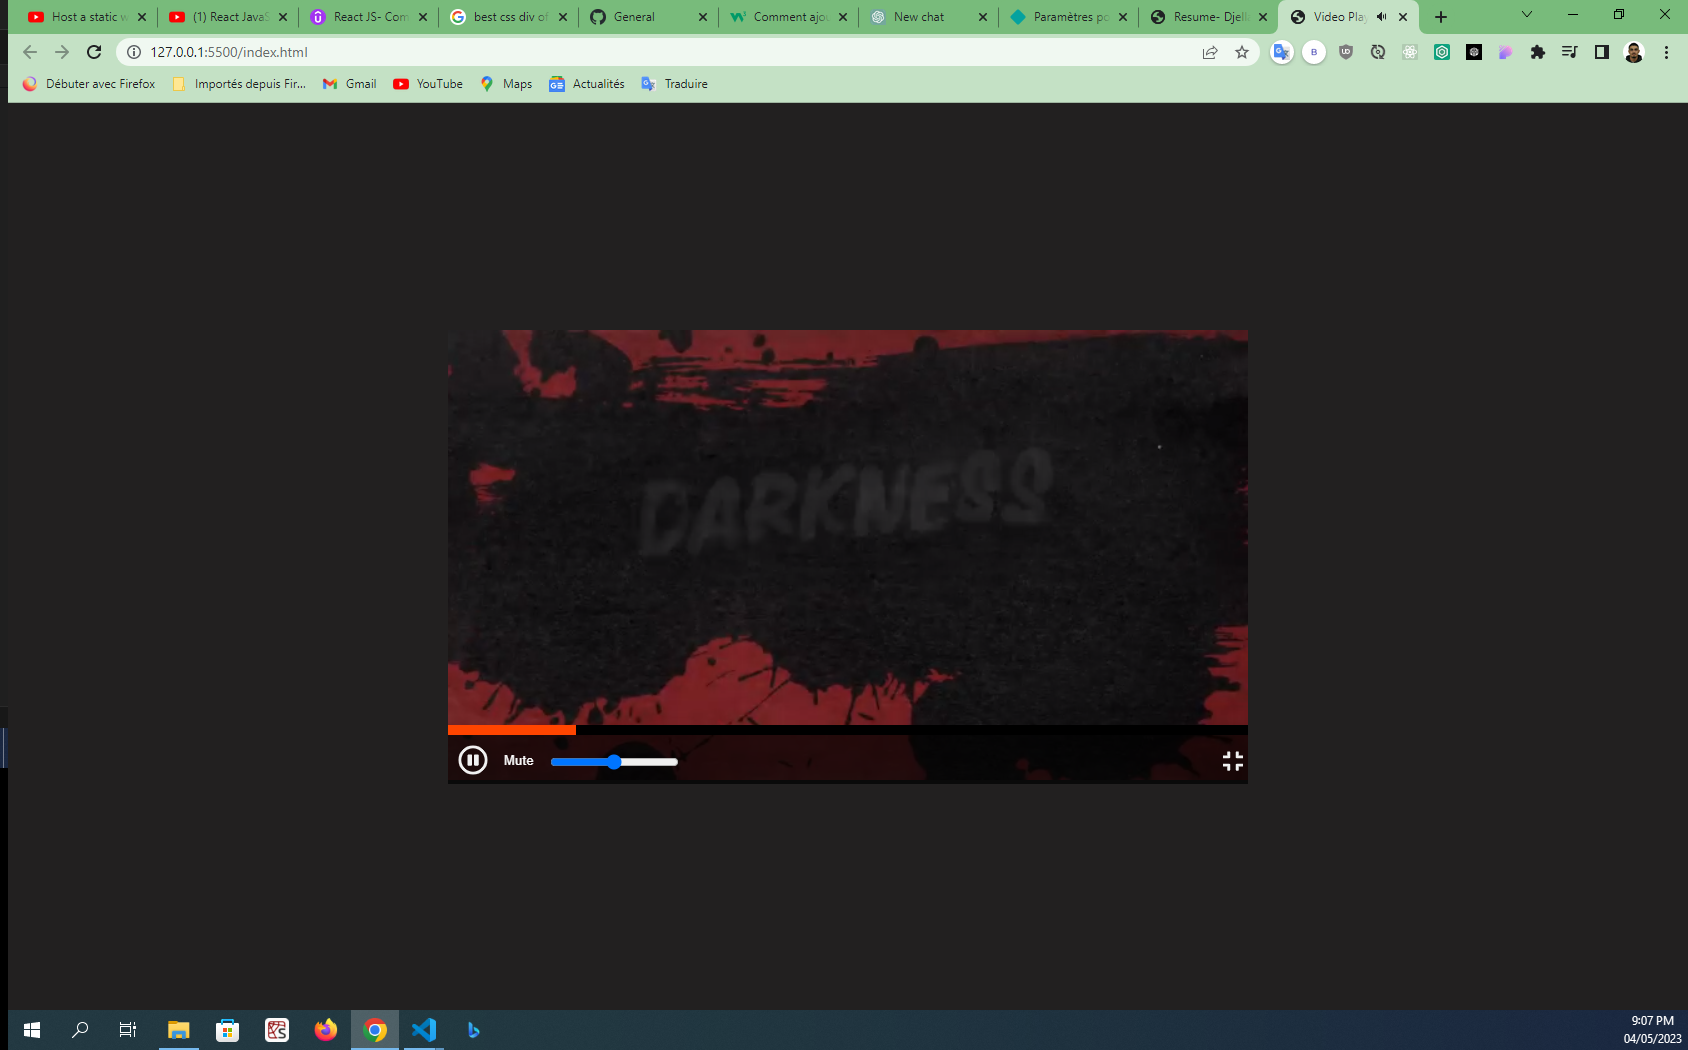 Host a static w
(1) React JavaS
React JS- Com
best css div of
General
Comment ajou
New chat
Paramètres po
Resume- Djella
Video Play
127.0.0.1:5500/index.html
Débuter avec Firefox
Importés depuis Fir...
Gmail
YouTube
Maps
Actualités
Traduire
DARKNESS
Mute
9:07 PM
04/05/2023